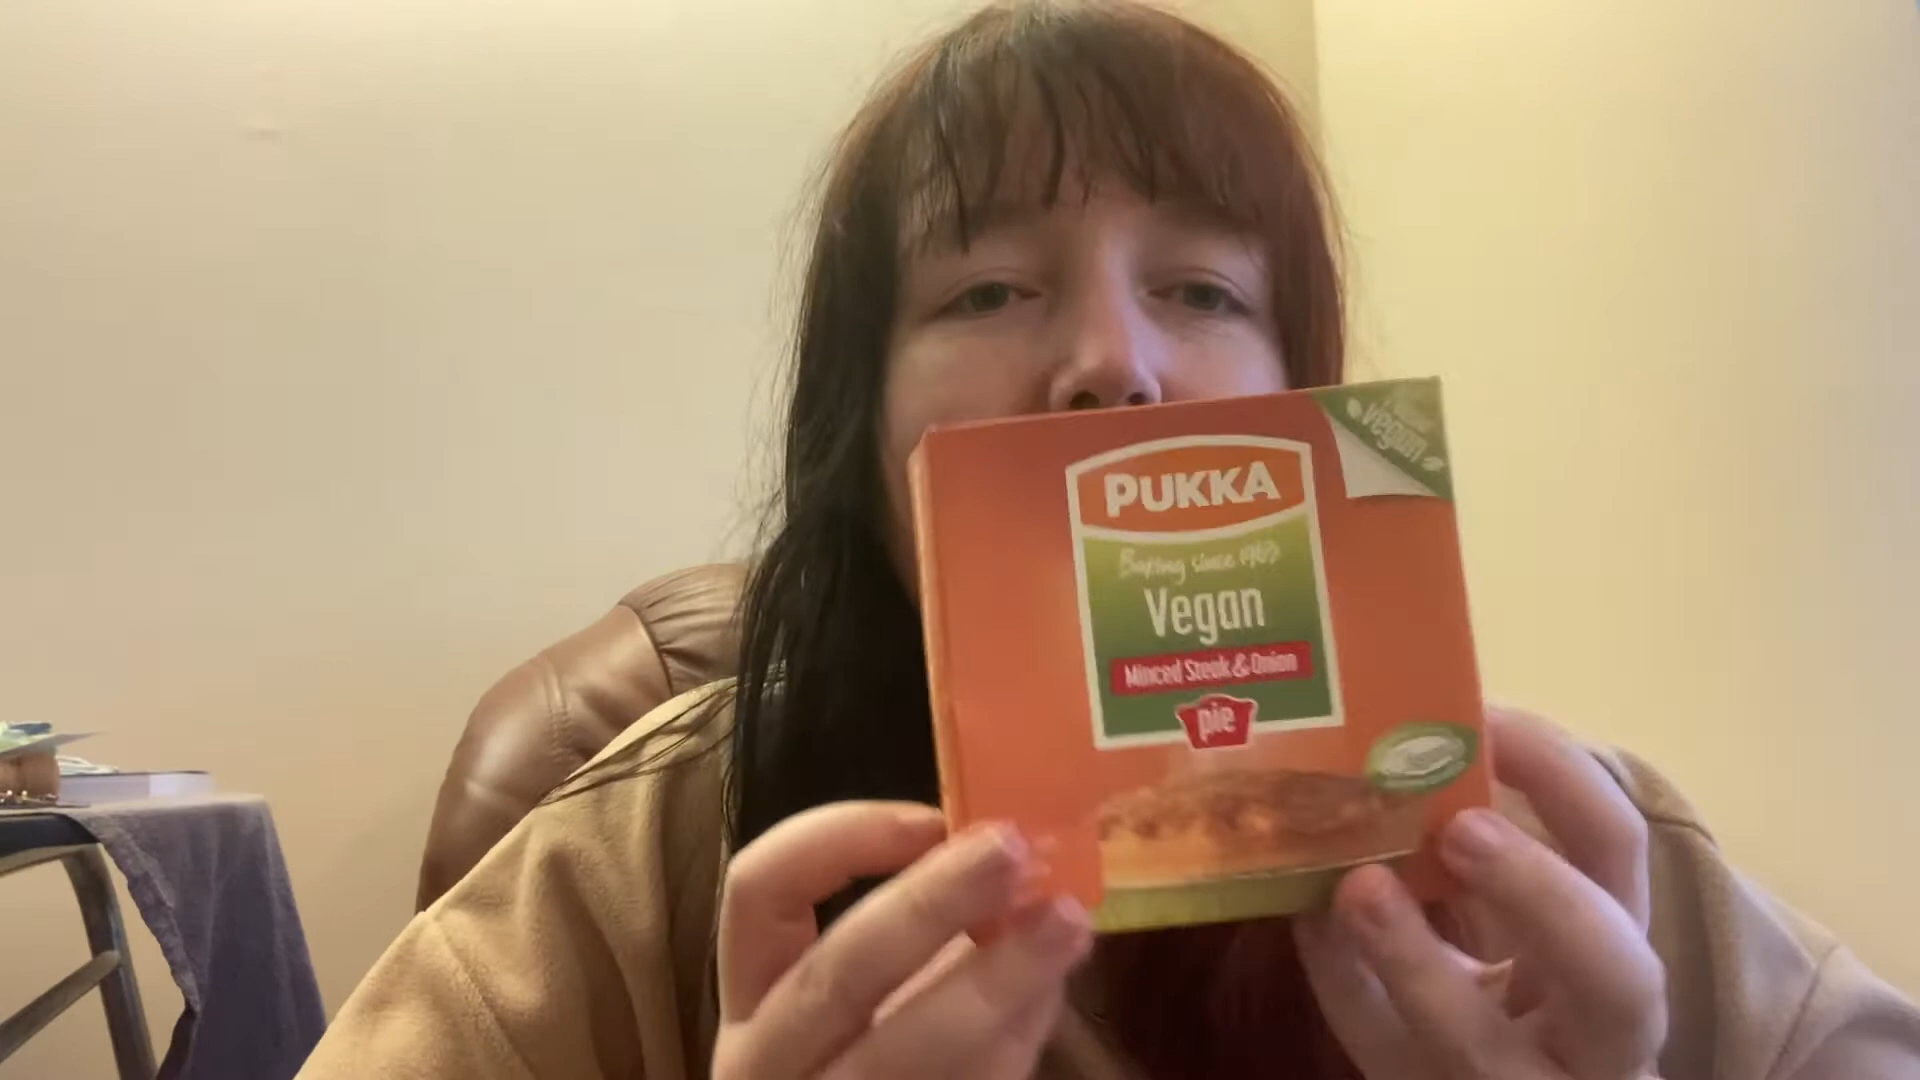 vegan
PUKKA
Baking since 1963
Vegan
Minced Steak & Onion
pie